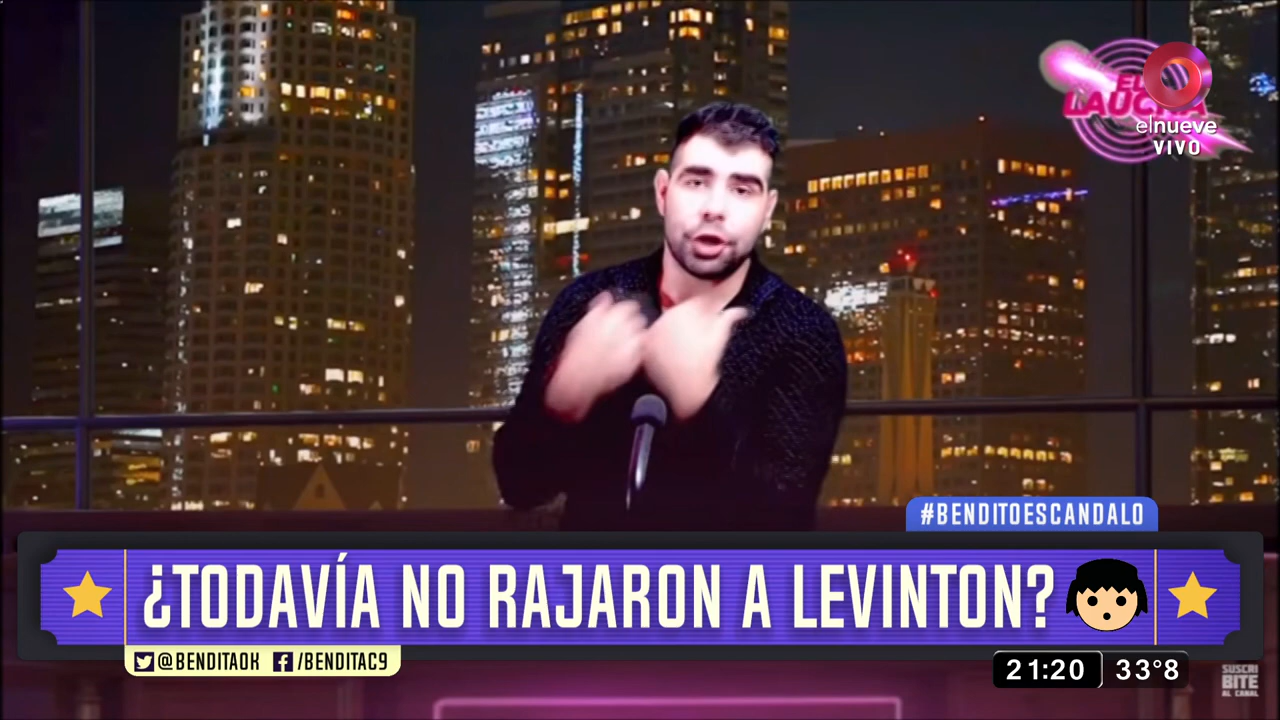 EL
LAUCHA
elnueve
VIVO
#BENDITOESCANDALO
¿TODAVÍA NO RAJARON A LEVINTON?
@BENDITAOK /BENDITAC9
21:20 33°8
SUSCRI
BITE
AL CANAL